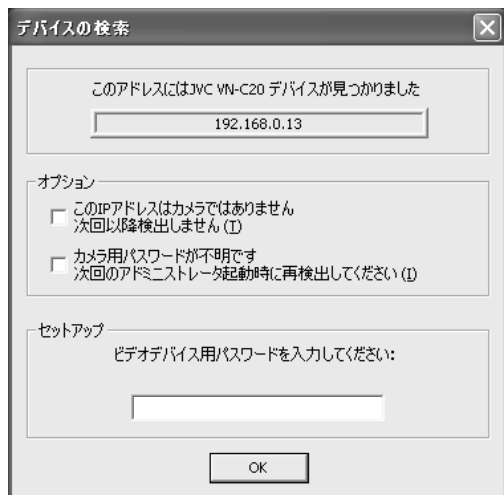 デバイスの検索
このアドレスにはJVC VN-C20 デバイスが見つかりました
192.168.0.13
オプション
このIPアドレスはカメラではありません
次回以降検出しません(T)
カメラ用パスワードが不明です
次回のアドミニストレータ起動時に再検出してください(I)
セットアップ
ビデオデバイス用パスワードを入力してください:
OK